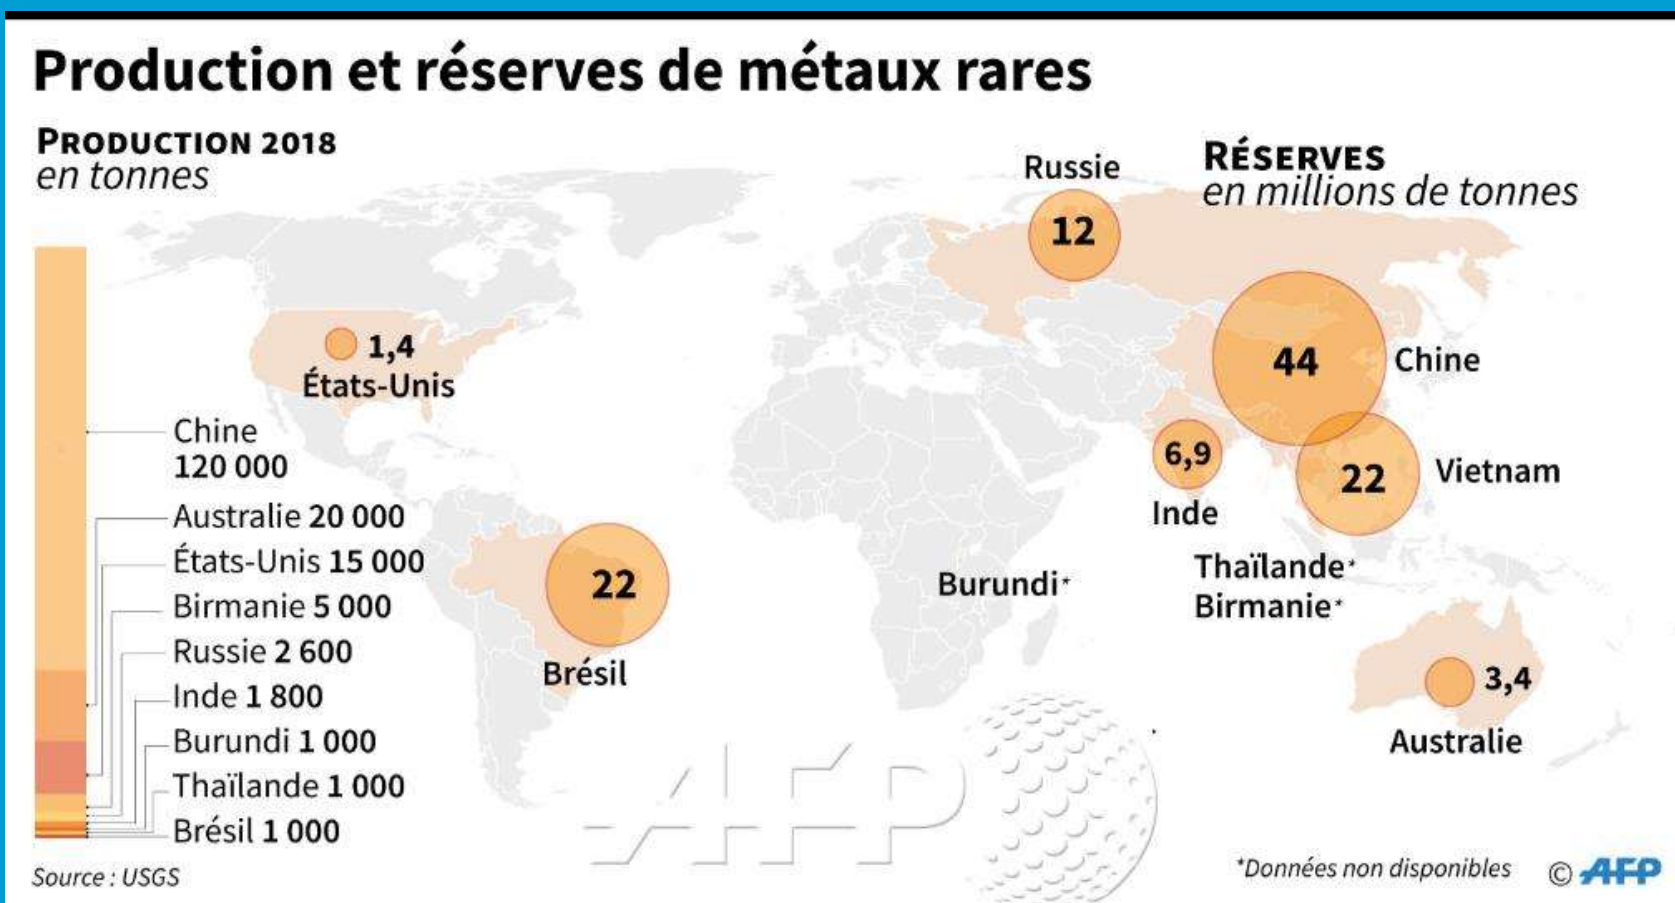 Production et réserves de métaux rares
PRODUCTION 2018
en tonnes
Chine
120 000
Australie 20 000
États-Unis 15 000
Birmanie 5 000
Russie 2 600
Inde 1 800
Burundi 1 000
Thaïlande 1 000
Brésil 1 000
Source : USGS
RÉSERVES
en millions de tonnes
Russie
12
1,4
États-Unis
44
Chine
6,9
Inde
22
Vietnam
22
Brésil
Burundi*
Thaïlande*
Birmanie*
3,4
Australie
AFP
*Données non disponibles
© AFP